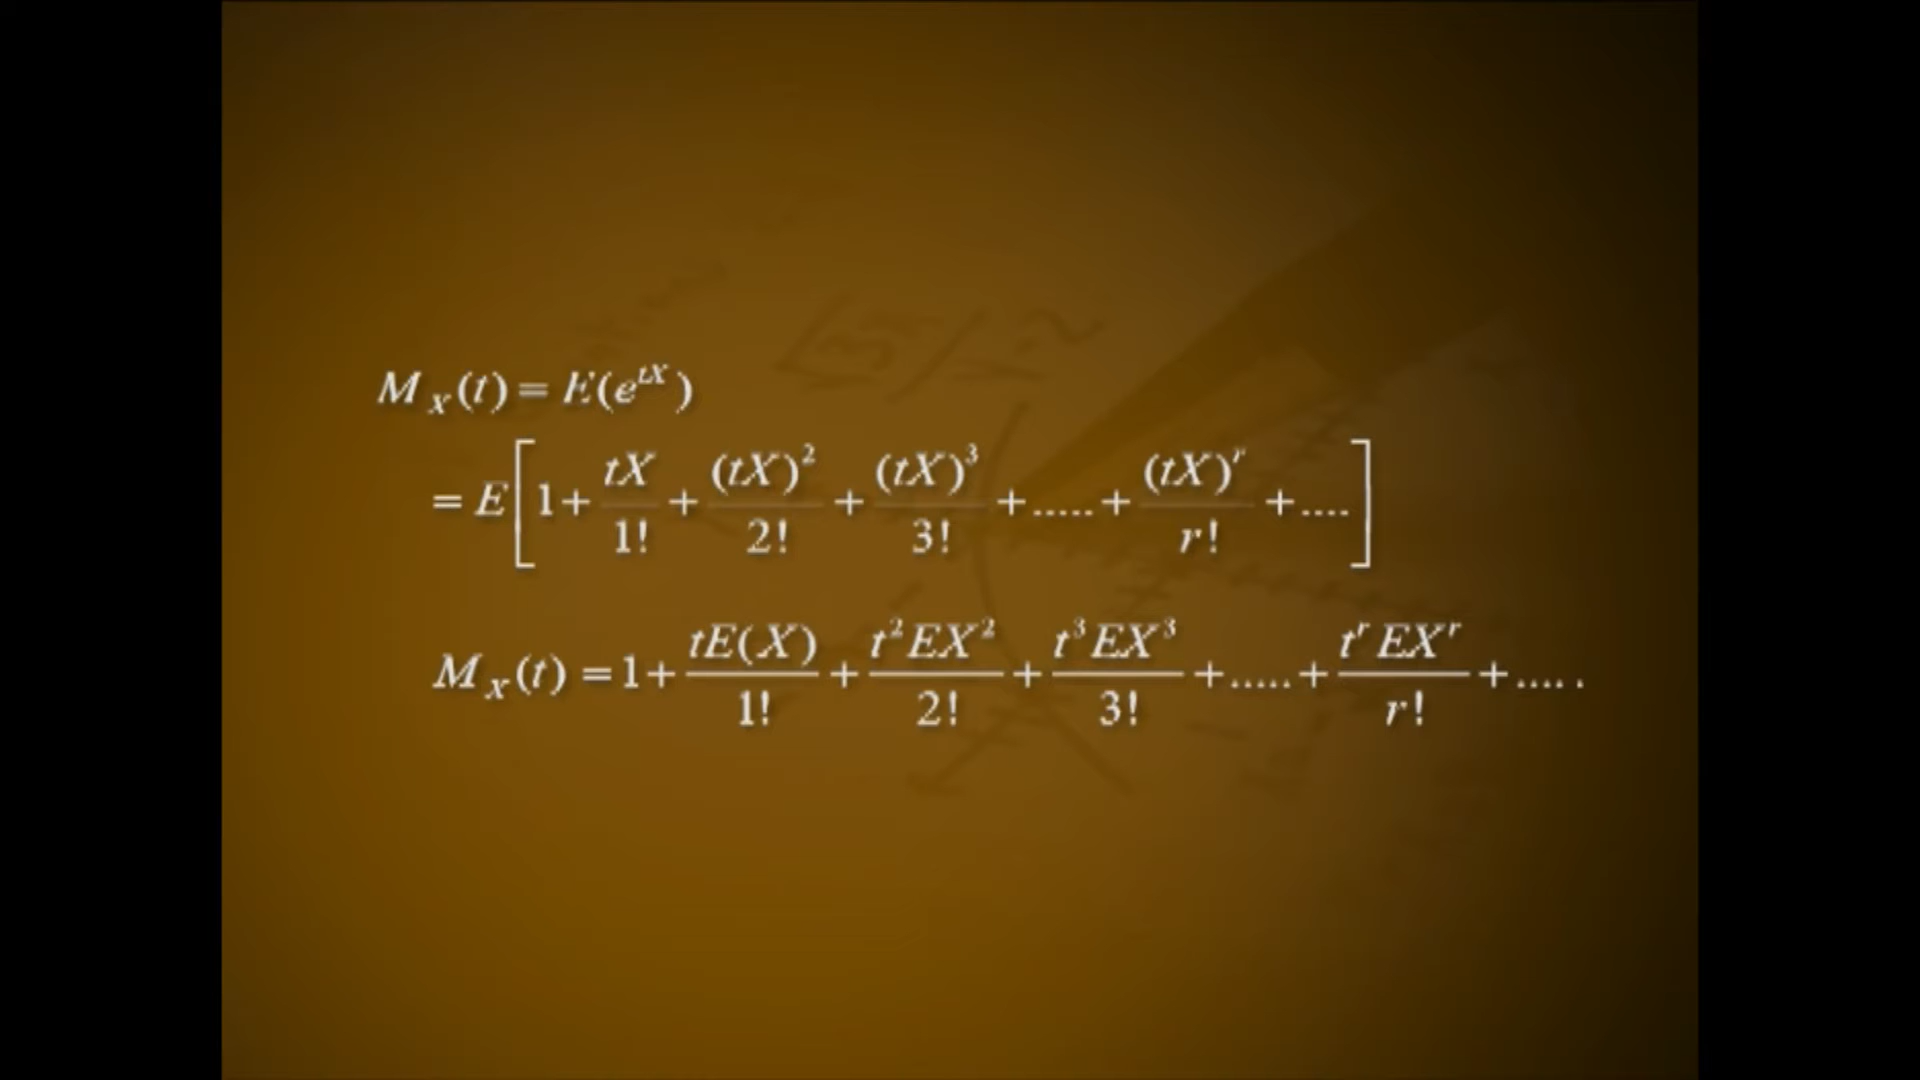 M_X(t) = E(e^{tX})
= E[1 + tX/1! + (tX)^2/2! + (tX)^3/3! + ..... + (tX)^r/r! + ....]
M_X(t) = 1 + tE(X)/1! + t^2EX^2/2! + t^3EX^3/3! + ..... + t^rEX^r/r! + .... .